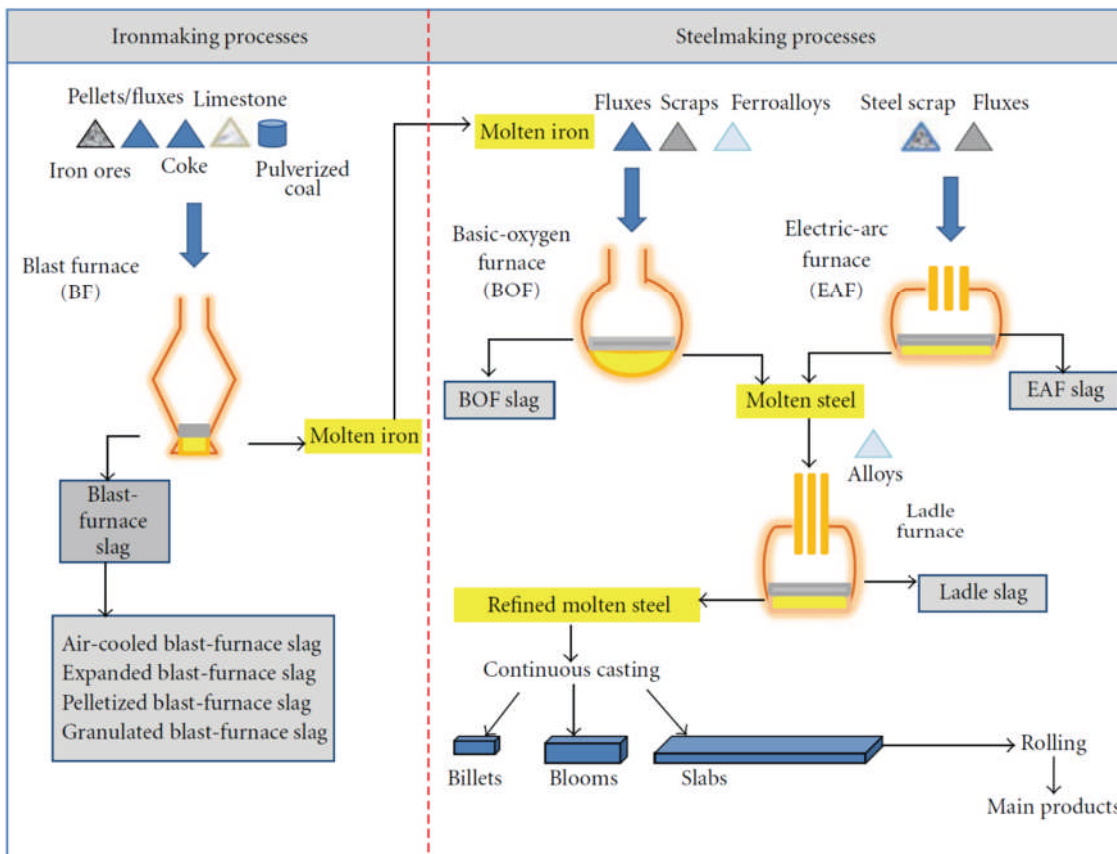 Ironmaking processes
Steelmaking processes
Pellets/fluxes
Limestone
Iron ores
Coke
Pulverized
coal
Blast furnace
(BF)
Molten iron
Blast-
furnace
slag
Air-cooled blast-furnace slag
Expanded blast-furnace slag
Pelletized blast-furnace slag
Granulated blast-furnace slag
Molten iron
Fluxes
Scraps
Ferroalloys
Steel scrap
Fluxes
Basic-oxygen
furnace
(BOF)
Electric-arc
furnace
(EAF)
BOF slag
Molten steel
EAF slag
Alloys
Ladle
furnace
Ladle slag
Refined molten steel
Continuous casting
Billets
Blooms
Slabs
Rolling
Main products